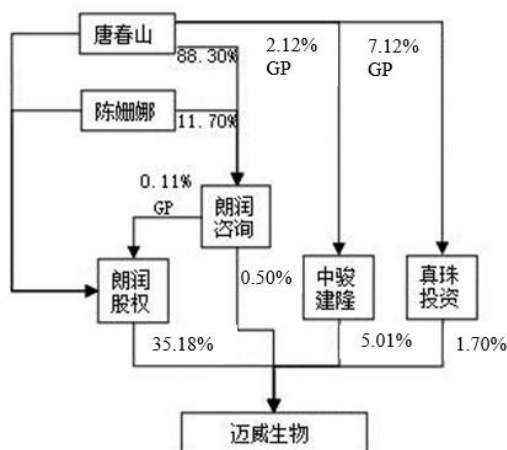 唐春山
88.30%
2.12%
GP
7.12%
GP
陈姗娜
11.70%
0.11%
GP
朗润
咨询
朗润
股权
0.50%
中骏
建隆
真珠
投资
35.18%
5.01%
1.70%
迈威生物